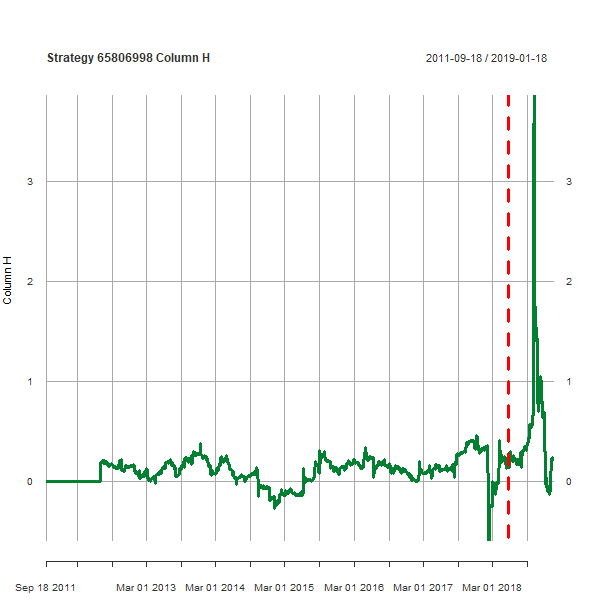 Strategy 65806998 Column H
2011-09-18 / 2019-01-18
Column H
3 3
2 2
1 1
0 0
Sep 18 2011 Mar 01 2013 Mar 01 2014 Mar 01 2015 Mar 01 2016 Mar 01 2017 Mar 01 2018